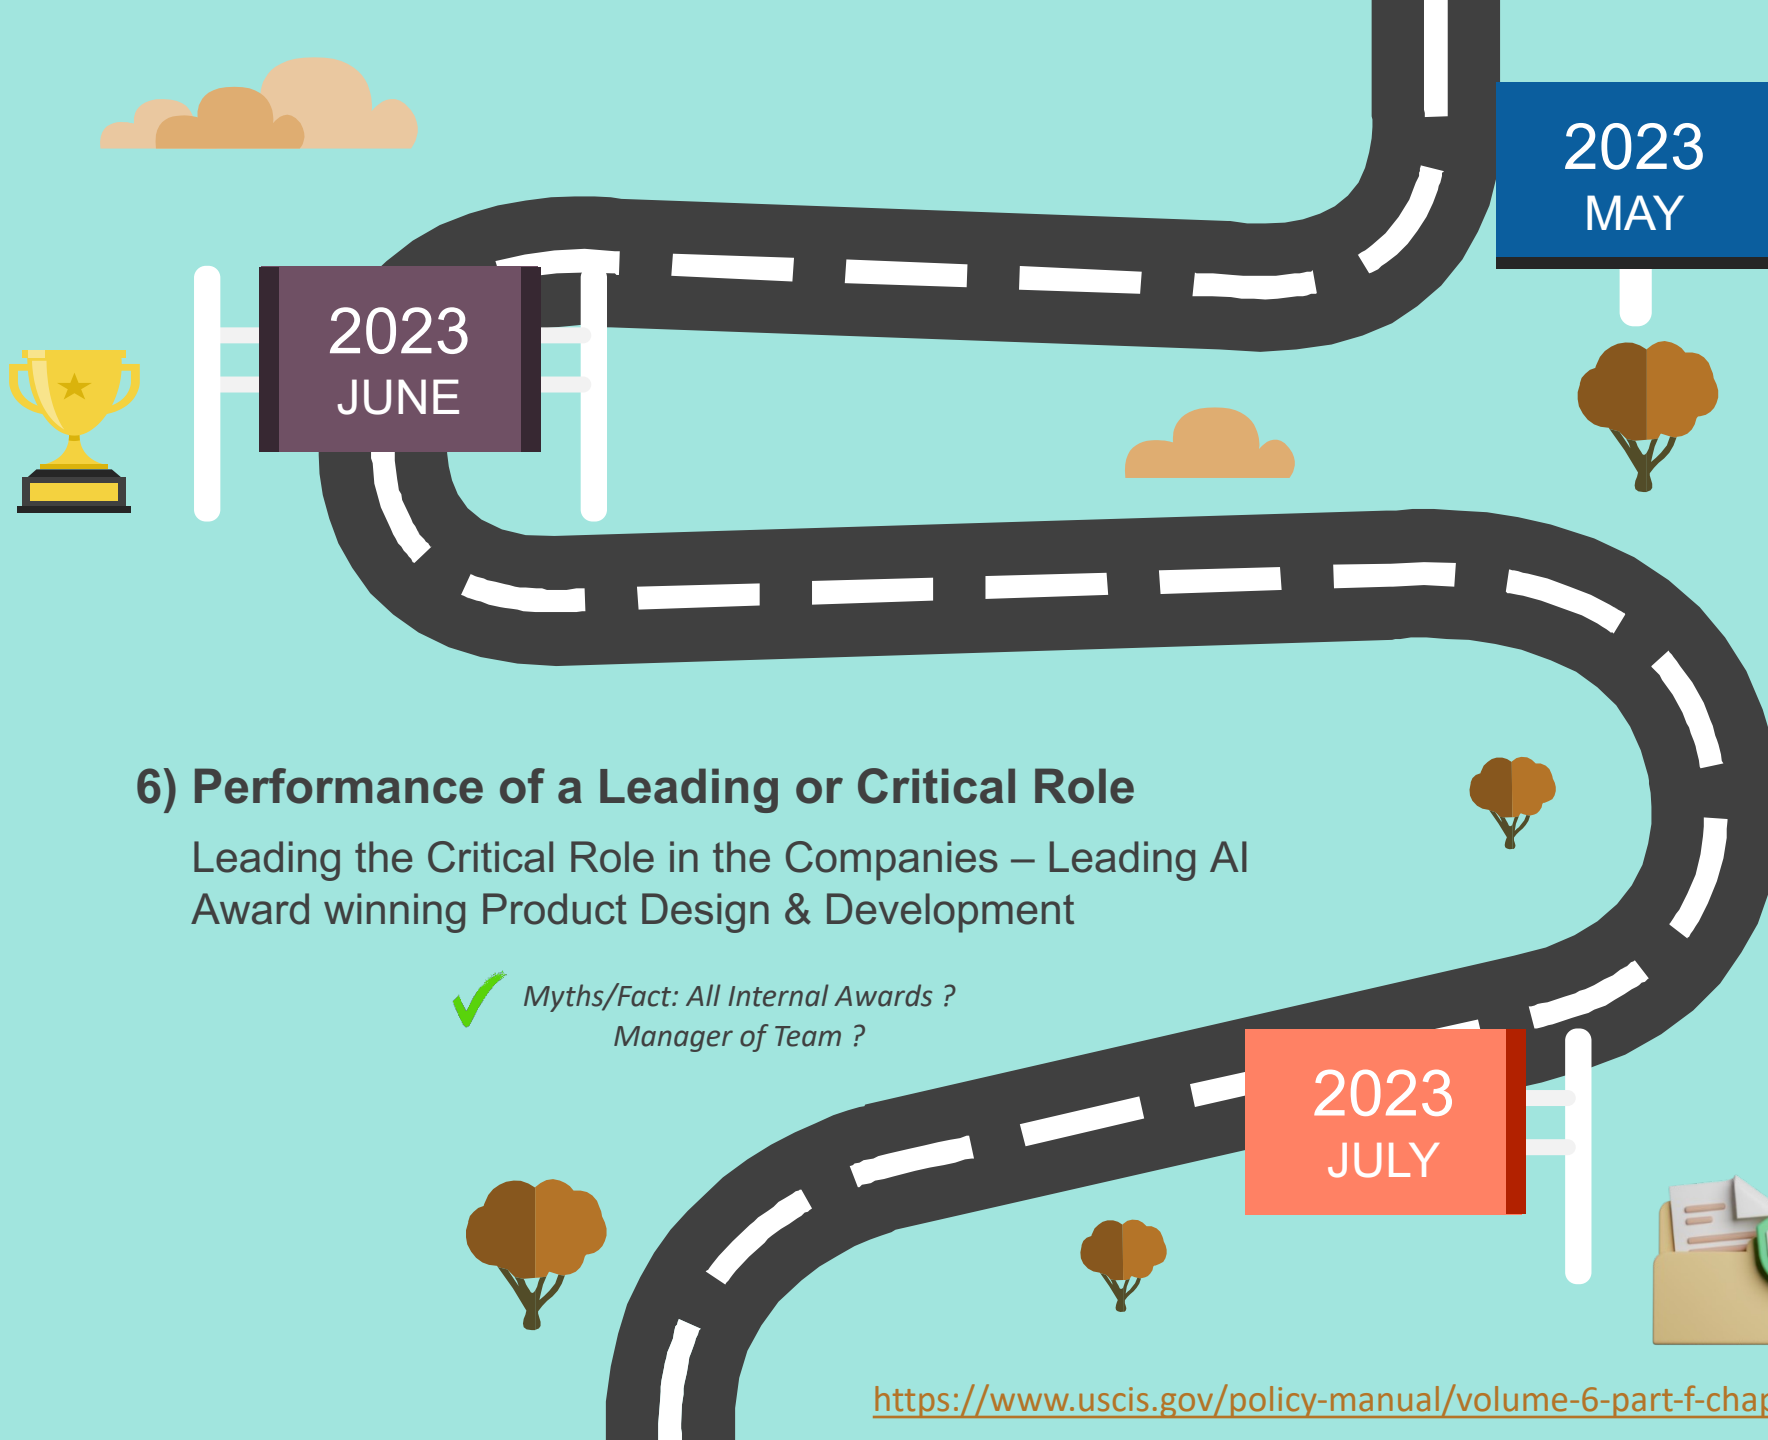 2023
MAY
2023
JUNE
6) Performance of a Leading or Critical Role
Leading the Critical Role in the Companies – Leading AI
Award winning Product Design & Development
Myths/Fact: All Internal Awards ?
Manager of Team ?
2023
JULY
https://www.uscis.gov/policy-manual/volume-6-part-f-chap